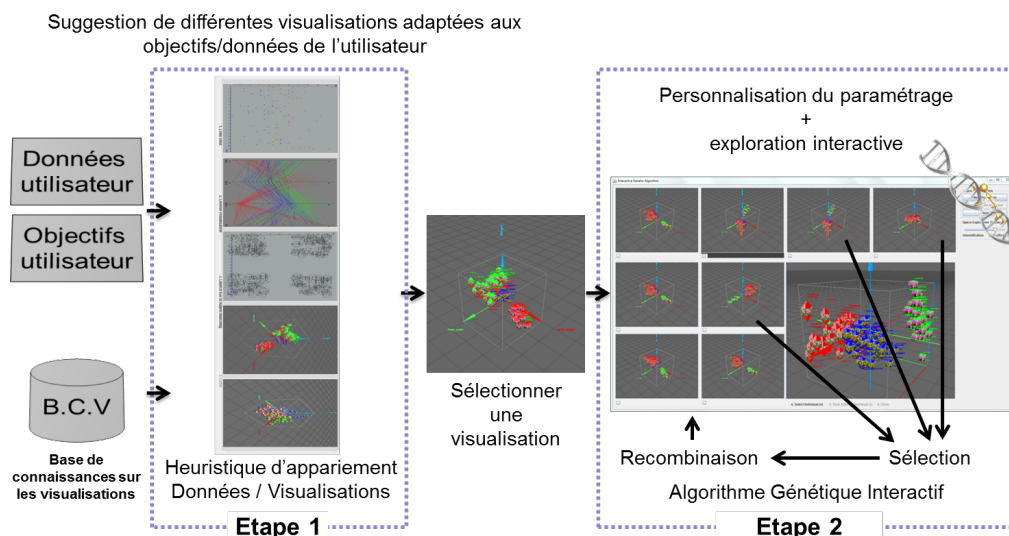 Suggestion de différentes visualisations adaptées aux
objectifs/données de l'utilisateur
Données
utilisateur
Objectifs
utilisateur
B.C.V
Base de
connaissances sur
les visualisations
Heuristique d'appariement
Données / Visualisations
Etape 1
Sélectionner
une
visualisation
Personnalisation du paramétrage
+
exploration interactive
Recombinaison
Sélection
Algorithme Génétique Interactif
Etape 2